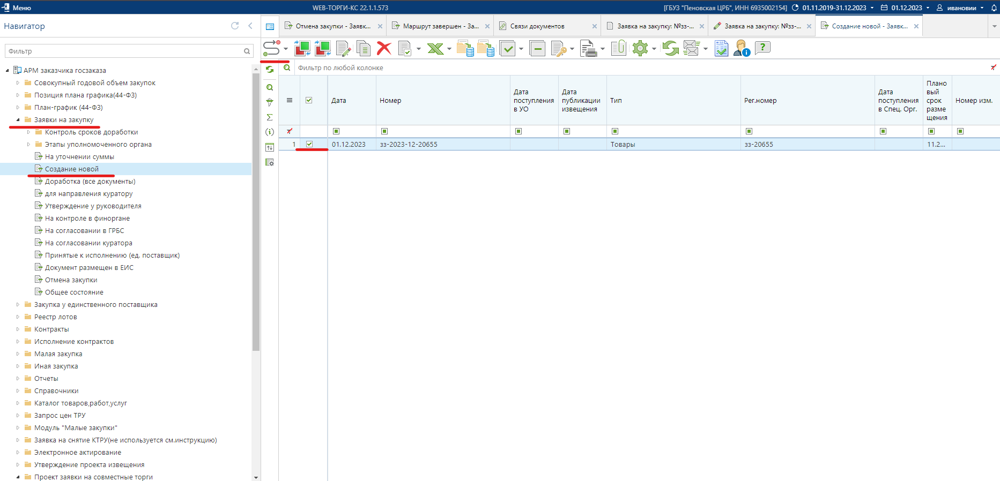 Меню
WEB-ТОРГИ-КС 22.1.1.573
[ГБУЗ "Пеновская ЦРБ", ИНН 6935002154]
01.11.2019-31.12.2023
01.12.2023
ивановии
Навигатор
Отмена закупки - Заявк...
Маршрут завершен - За...
Связи документов
Заявка на закупку: №зз-...
Заявка на закупку: №зз-...
Создание новой - Заявк...
Фильтр
Фильтр по любой колонке
АРМ заказчика госзаказа
Совокупный годовой объем закупок
Позиция плана графика(44-ФЗ)
План-график (44-ФЗ)
Заявки на закупку
Контроль сроков доработки
Этапы уполномоченного органа
На уточнении суммы
Создание новой
Доработка (все документы)
для направления куратору
Утверждение у руководителя
На контроле в финоргане
На согласовании в ГРБС
На согласовании куратора
Принятые к исполнению (ед. поставщик)
Документ размещен в ЕИС
Отмена закупки
Общее состояние
Закупка у единственного поставщика
Реестр лотов
Контракты
Исполнение контрактов
Малая закупка
Иная закупка
Отчеты
Справочники
Каталог товаров,работ,услуг
Запрос цен ТРУ
Модуль "Малые закупки"
Заявка на снятие КТРУ(не используется см.инструкцию)
Электронное актирование
Утверждение проекта извещения
Проект заявки на совместные торги
Дата
Номер
Дата
поступления
в УО
Дата
публикации
извещения
Тип
Рег.номер
Дата
поступления
в Спец. Орг.
Плано
вый
срок
разме
щения
Номер изм.
1
01.12.2023
зз-2023-12-20655
Товары
зз-20655
11.2...